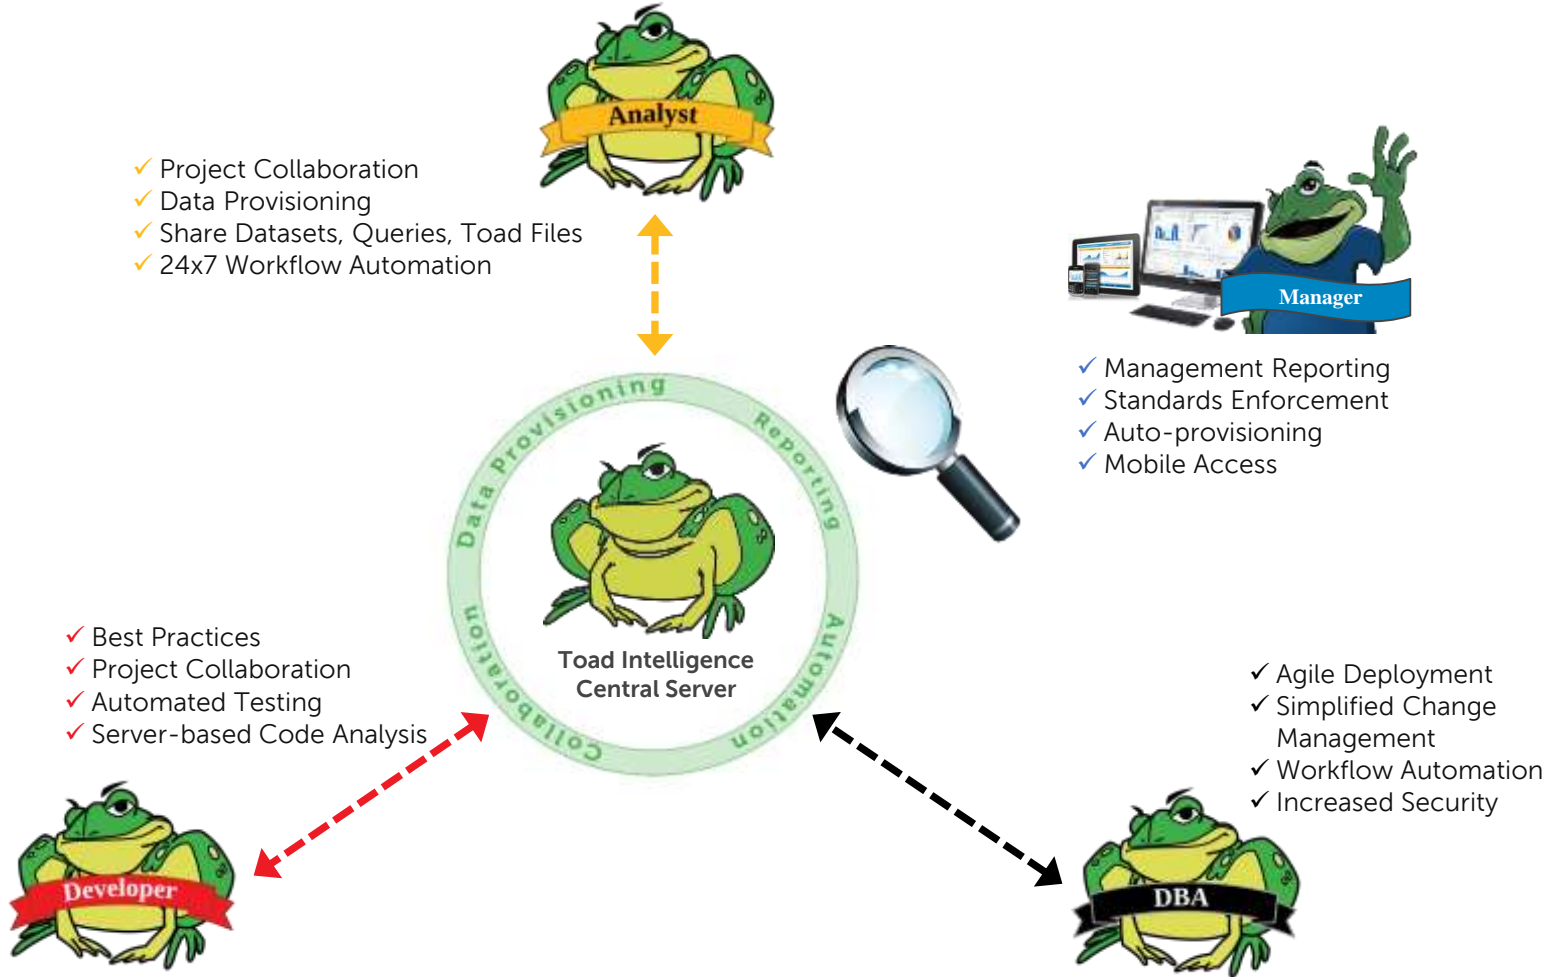 Analyst
Project Collaboration
Data Provisioning
Share Datasets, Queries, Toad Files
24x7 Workflow Automation
Manager
Management Reporting
Standards Enforcement
Auto-provisioning
Mobile Access
Data Provisioning
Reporting
Automation
Collaboration
Toad Intelligence
Central Server
Best Practices
Project Collaboration
Automated Testing
Server-based Code Analysis
Developer
Agile Deployment
Simplified Change
Management
Workflow Automation
Increased Security
DBA